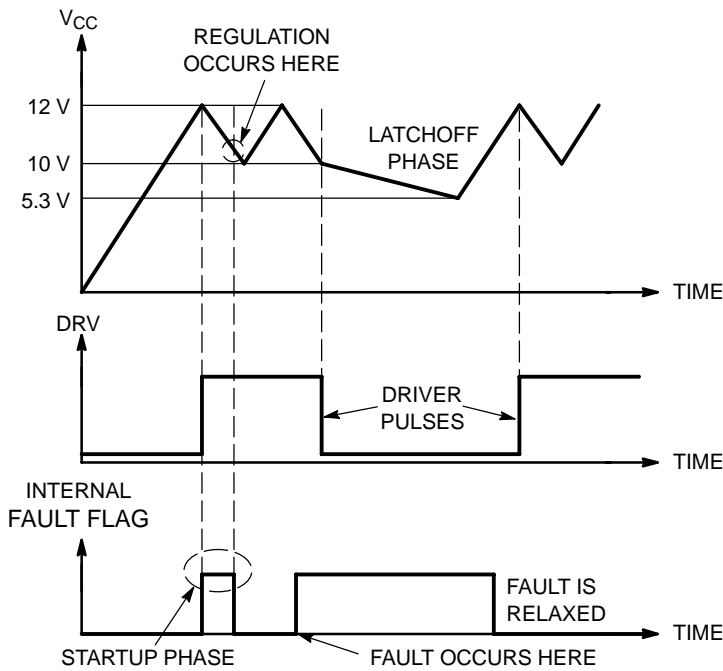 VCC
REGULATION
OCCURS HERE
12 V
10 V
5.3 V
LATCHOFF
PHASE
TIME
DRV
DRIVER
PULSES
TIME
INTERNAL
FAULT FLAG
FAULT IS
RELAXED
TIME
STARTUP PHASE
FAULT OCCURS HERE